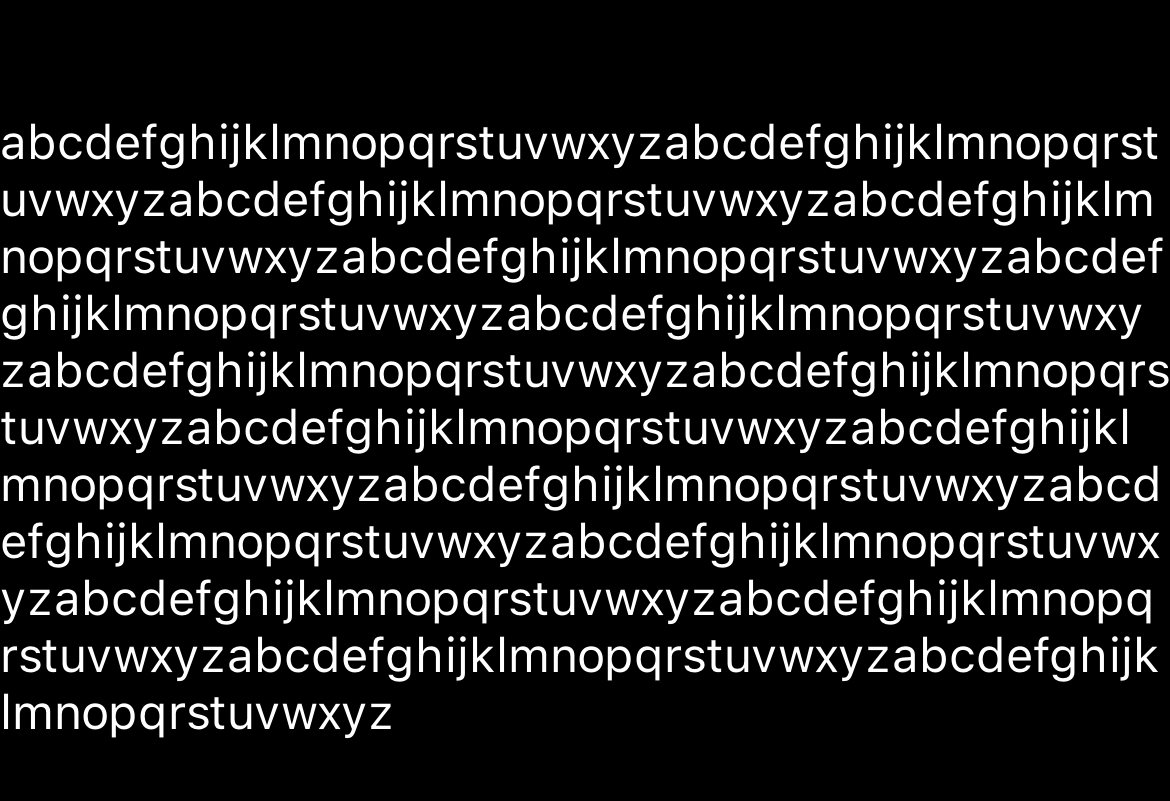 abcdefghijklmnopqrstuvwxyzabcdefghijklmnopqrst
uvwxyzabcdefghijklmnopqrstuvwxyzabcdefghijklm
nopqrstuvwxyzabcdefghijklmnopqrstuvwxyzabcdef
ghijklmnopqrstuvwxyzabcdefghijklmnopqrstuvwxy
zabcdefghijklmnopqrstuvwxyzabcdefghijklmnopqrs
tuvwxyzabcdefghijklmnopqrstuvwxyzabcdefghijkl
mnopqrstuvwxyzabcdefghijklmnopqrstuvwxyzabcd
efghijklmnopqrstuvwxyzabcdefghijklmnopqrstuvwx
yzabcdefghijklmnopqrstuvwxyzabcdefghijklmnopq
rstuvwxyzabcdefghijklmnopqrstuvwxyzabcdefghijk
lmnopqrstuvwxyz